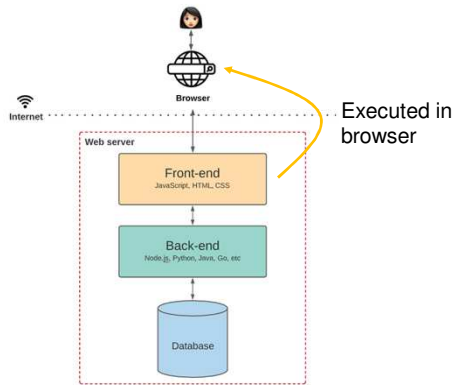 Browser
Internet
Executed in
browser
Web server
Front-end
JavaScript, HTML, CSS
Back-end
Node.js, Python, Java, Go, etc
Database